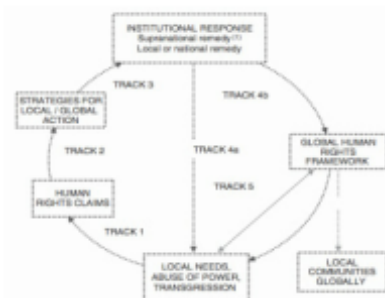 INSTITUTIONAL RESPONSE
Supranational remedy (1)
Local or national remedy
TRACK 3
TRACK 4b
STRATEGIES FOR
LOCAL / GLOBAL
ACTION
TRACK 2
TRACK 4a
GLOBAL HUMAN
RIGHTS
FRAMEWORK
HUMAN
RIGHTS CLAIMS
TRACK 5
TRACK 1
LOCAL NEEDS,
ABUSE OF POWER,
TRANSGRESSION
LOCAL
COMMUNITIES
GLOBALLY